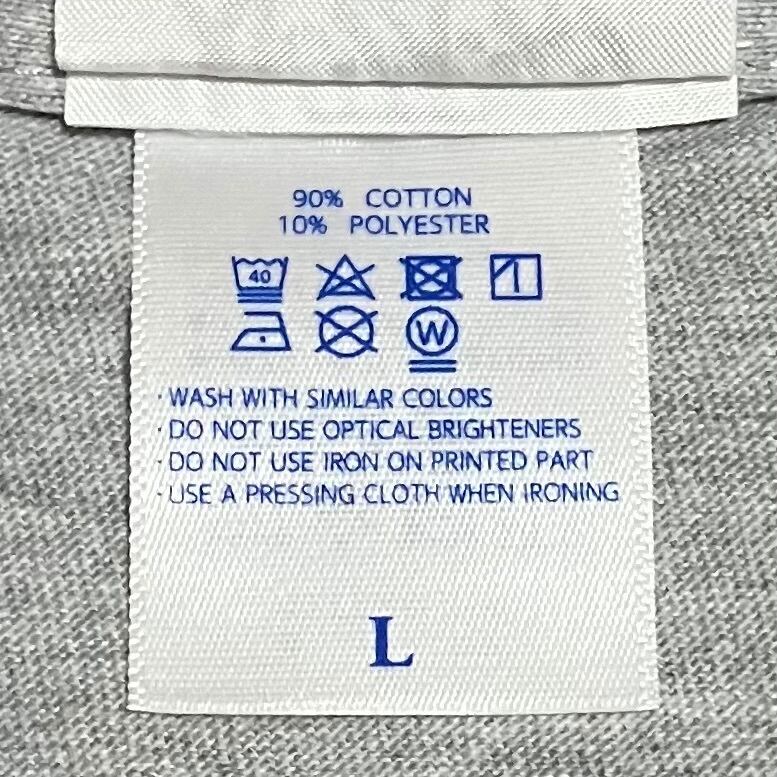 90% COTTON
10% POLYESTER
40
W
· WASH WITH SIMILAR COLORS
· DO NOT USE OPTICAL BRIGHTENERS
· DO NOT USE IRON ON PRINTED PART
· USE A PRESSING CLOTH WHEN IRONING
L